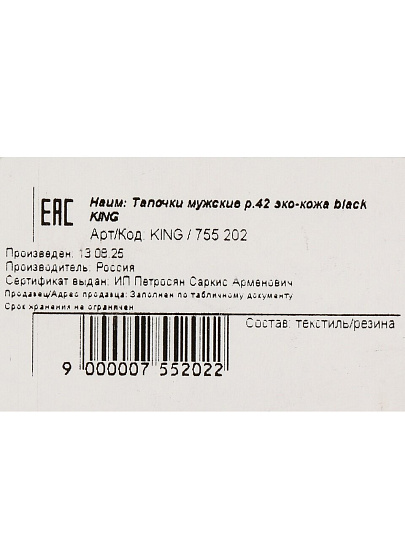 EAC
Наим: Тапочки мужские р.42 эко-кожа black
KING
Арт/Код: KING / 755 202
Произведен: 13.08.25
Производитель: Россия
Сертификат выдан: ИП Петросян Саркис Арменович
Продавец/Адрес продавца: Заполнен по табличному документу
Срок хранения не ограничен
Состав: текстиль/резина
9 000007 552022